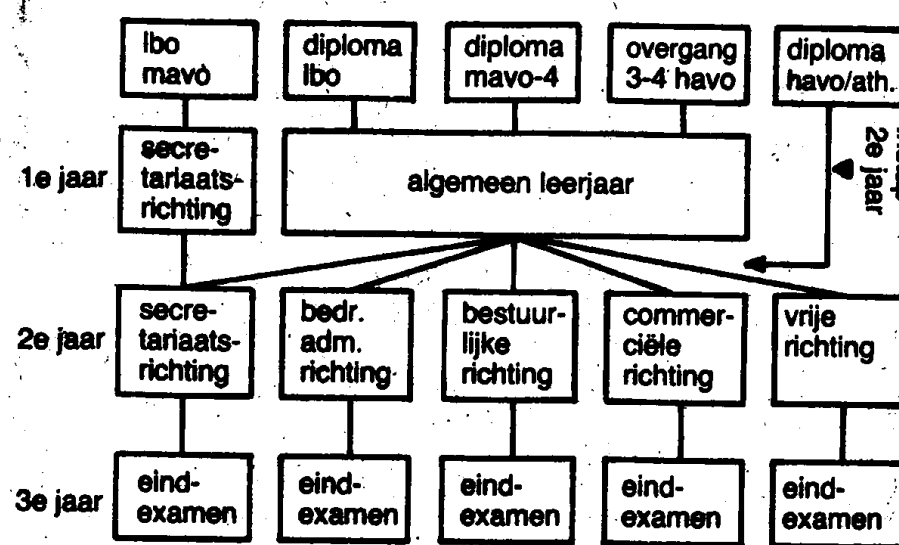 lbo
mavo
diploma
lbo
diploma
mavo-4
overgang
3-4 havo
diploma
havo/ath.
1e jaar
secre-
tariaats-
richting
algemeen leerjaar
2e jaar
2e jaar
secre-
tariaats-
richting
bedr.
adm.
richting
bestuur-
lijke
richting
commer-
ciële
richting
vrije
richting
3e jaar
eind-
examen
eind-
examen
eind-
examen
eind-
examen
eind-
examen